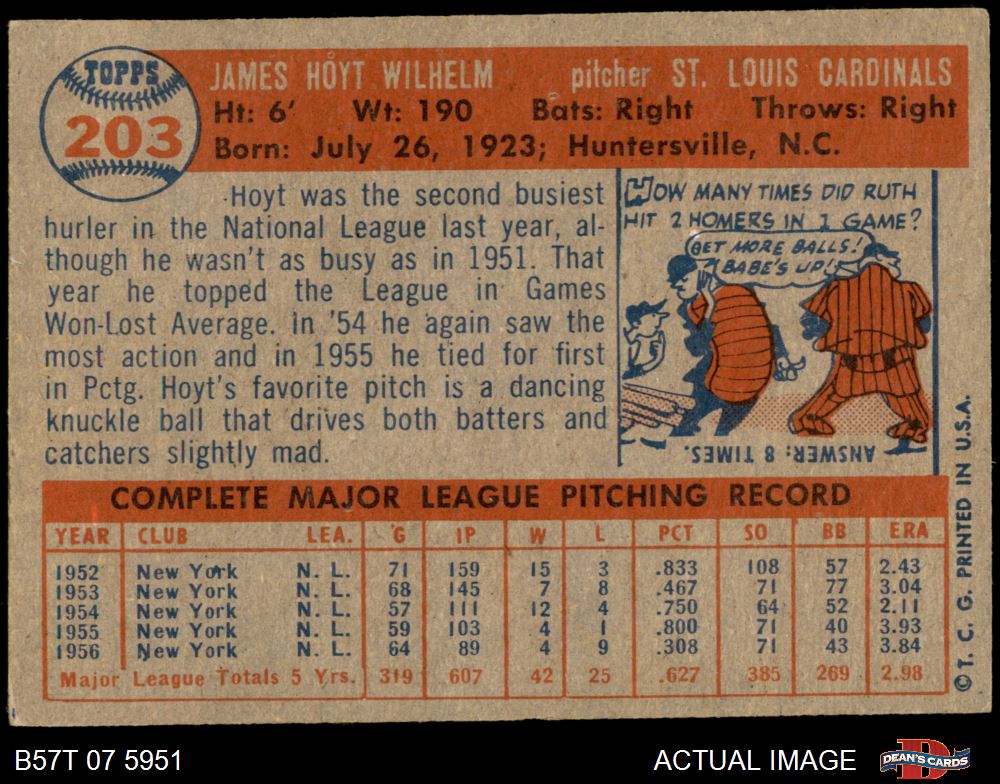 TOPPS
203
JAMES HOYT WILHELM pitcher ST. LOUIS CARDINALS
Ht: 6' Wt: 190 Bats: Right Throws: Right
Born: July 26, 1923; Huntersville, N.C.
Hoyt was the second busiest
hurler in the National League last year, al-
though he wasn't as busy as in 1951. That
year he topped the League in Games
Won-Lost Average. In '54 he again saw the
most action and in 1955 he tied for first
in Pctg. Hoyt's favorite pitch is a dancing
knuckle ball that drives both batters and
catchers slightly mad.
HOW MANY TIMES DID RUTH
HIT 2 HOMERS IN 1 GAME?
GET MORE BALLS!
BABE'S UP!
ANSWER: 8 TIMES.
COMPLETE MAJOR LEAGUE PITCHING RECORD
YEAR CLUB LEA. G IP W L PCT SO BB ERA
1952 New York N. L. 71 159 15 3 .833 108 57 2.43
1953 New York N. L. 68 145 7 8 .467 71 77 3.04
1954 New York N. L. 57 111 12 4 .750 64 52 2.11
1955 New York N. L. 59 103 4 1 .800 71 40 3.93
1956 New York N. L. 64 89 4 9 .308 71 43 3.84
Major League Totals 5 Yrs. 319 607 42 25 .627 385 269 2.98
©T. C. G. PRINTED IN U.S.A.
B57T 07 5951
ACTUAL IMAGE
D
DEAN'S CARDS